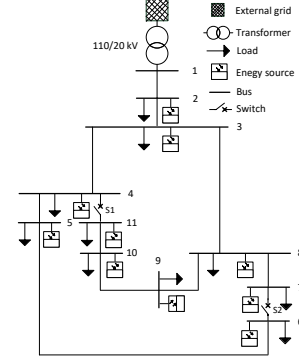 External grid
110/20 kV
Transformer
Load
1
Enegy source
2
Bus
Switch
3
4
S1
5
11
10
9
8
S2